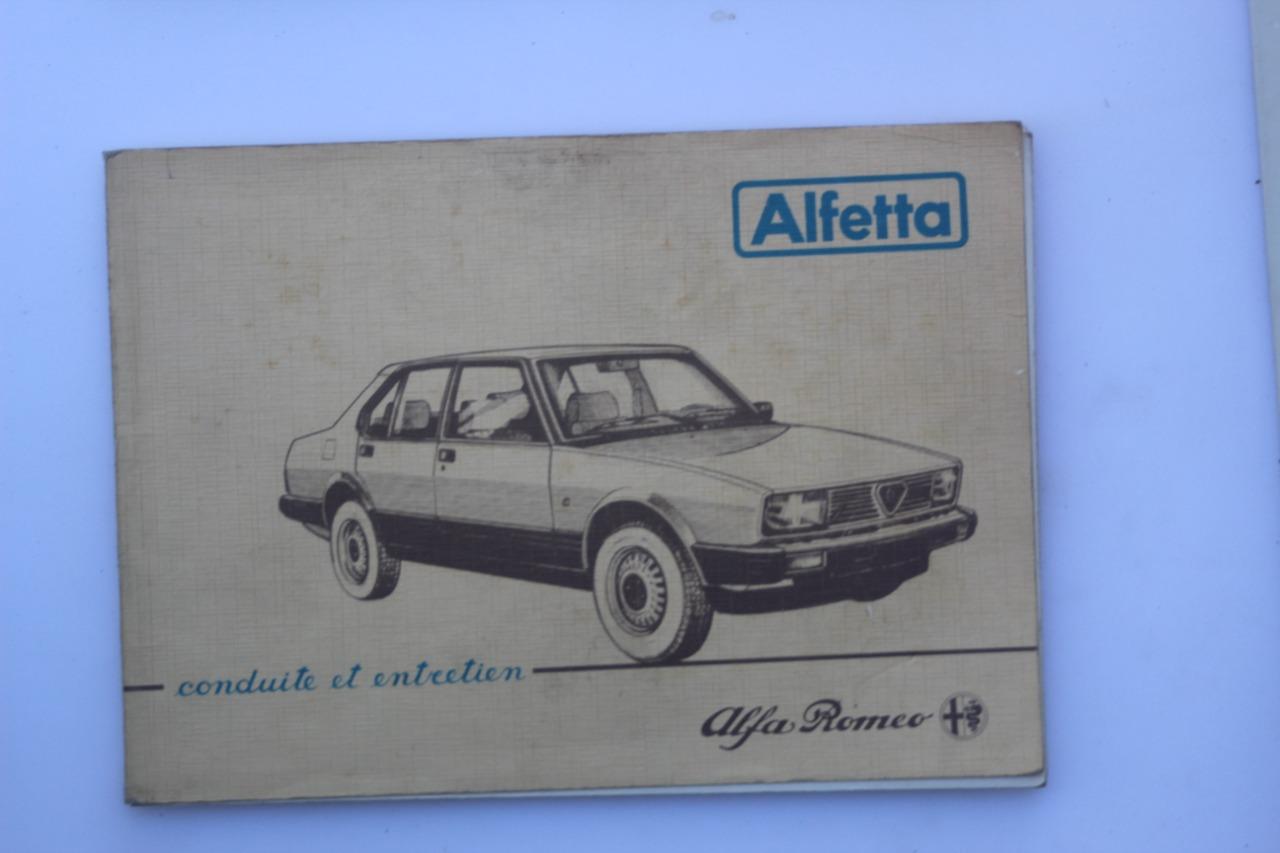 Alfetta
conduite et entretien
Alfa Romeo